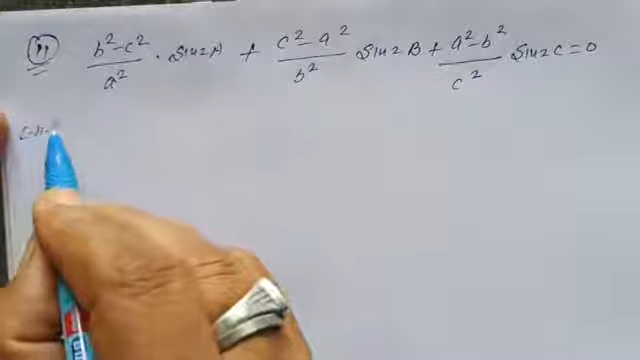 (ii) b²-c²/a² · sin2A + c²-a²/b² sin2B + a²-b²/c² sin2C = 0
L.H.